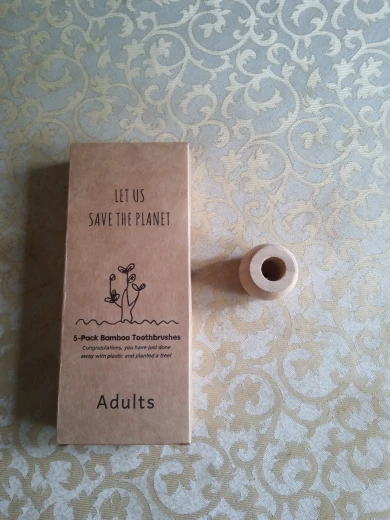 LET US
SAVE THE PLANET
5-Pack Bamboo Toothbrushes
Congratulations, you have just done
away with plastic and planted a tree!
Adults